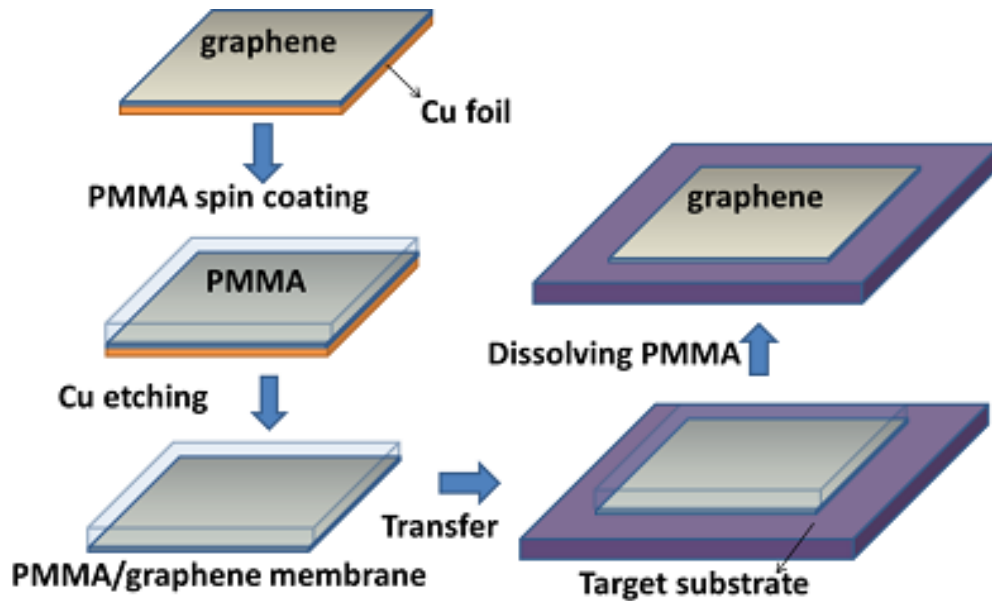 graphene
Cu foil
PMMA spin coating
PMMA
Cu etching
PMMA/graphene membrane
Transfer
Target substrate
Dissolving PMMA
graphene